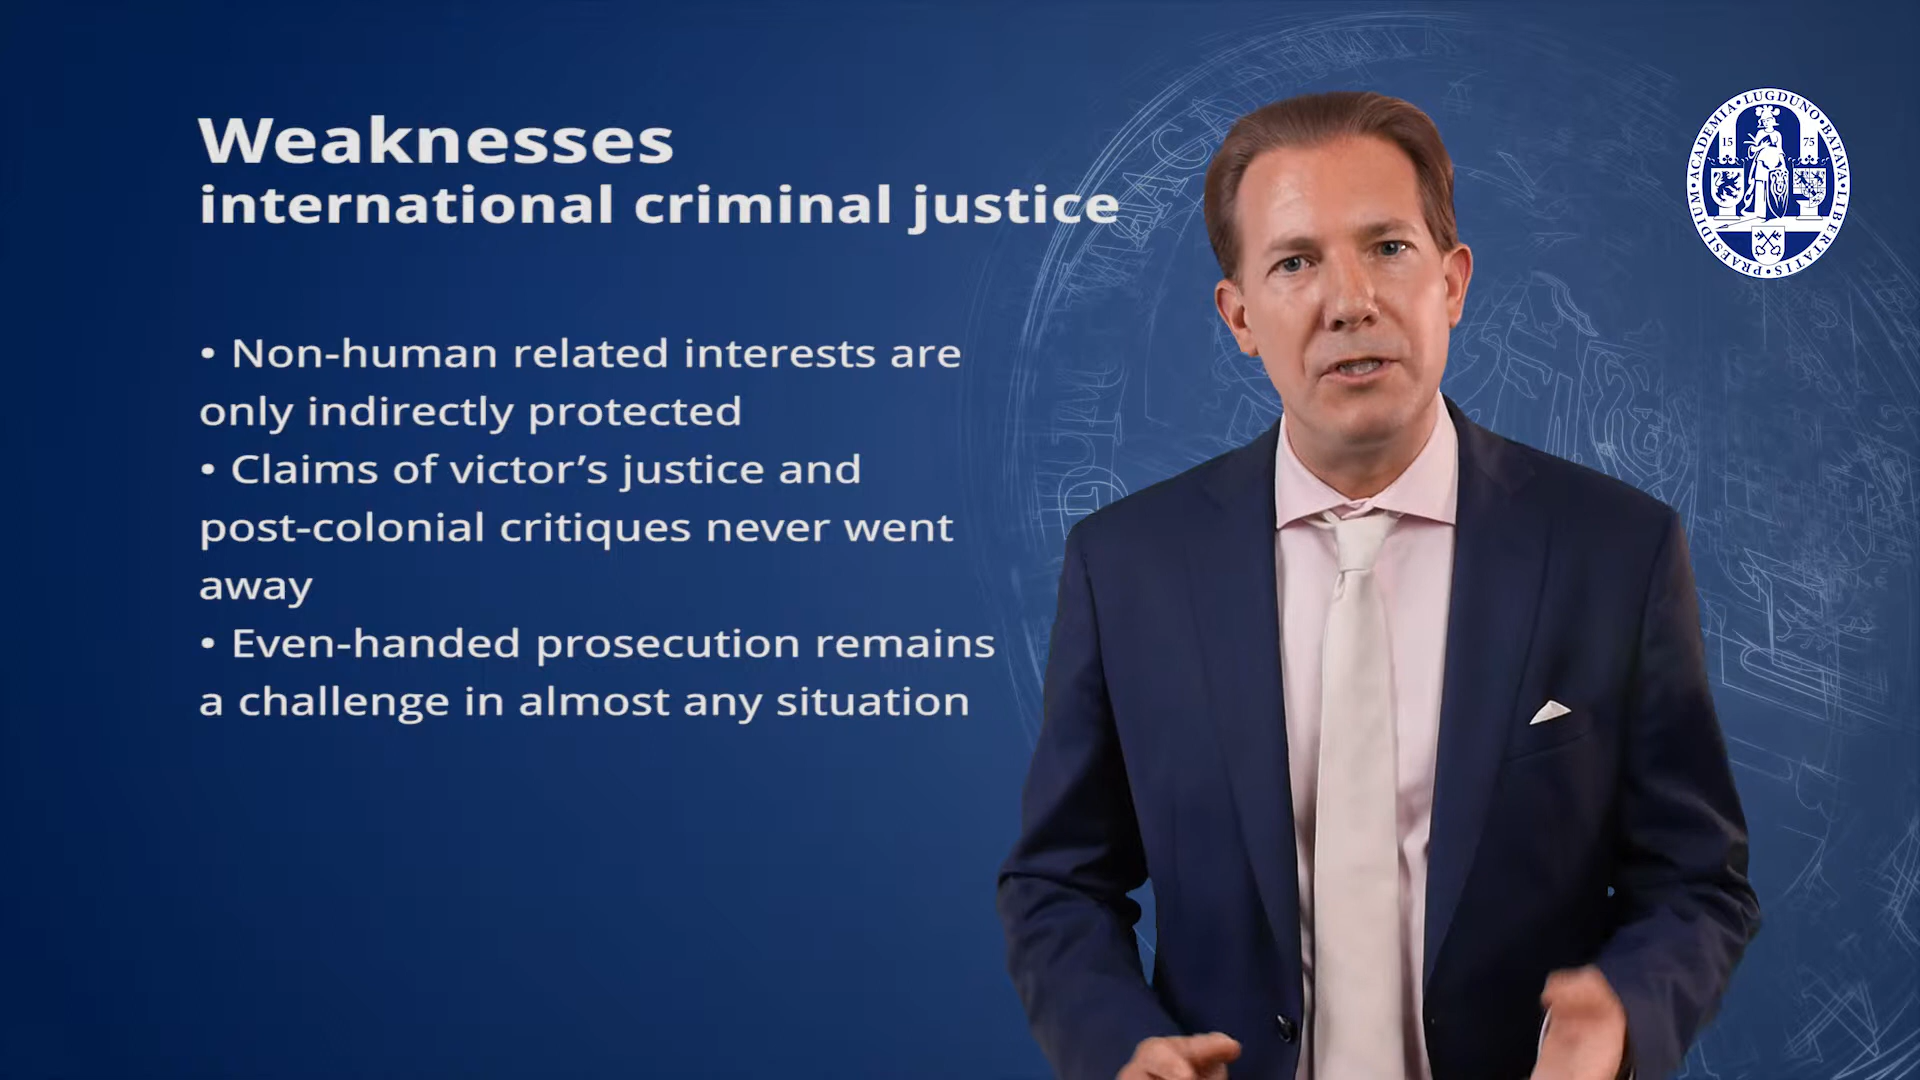 Weaknesses
international criminal justice
• Non-human related interests are
only indirectly protected
• Claims of victor’s justice and
post-colonial critiques never went
away
• Even-handed prosecution remains
a challenge in almost any situation
ACADEMIA • LUGDUNO • BATAVA • LIBERTATIS • PRAESIDIUM •
15 75